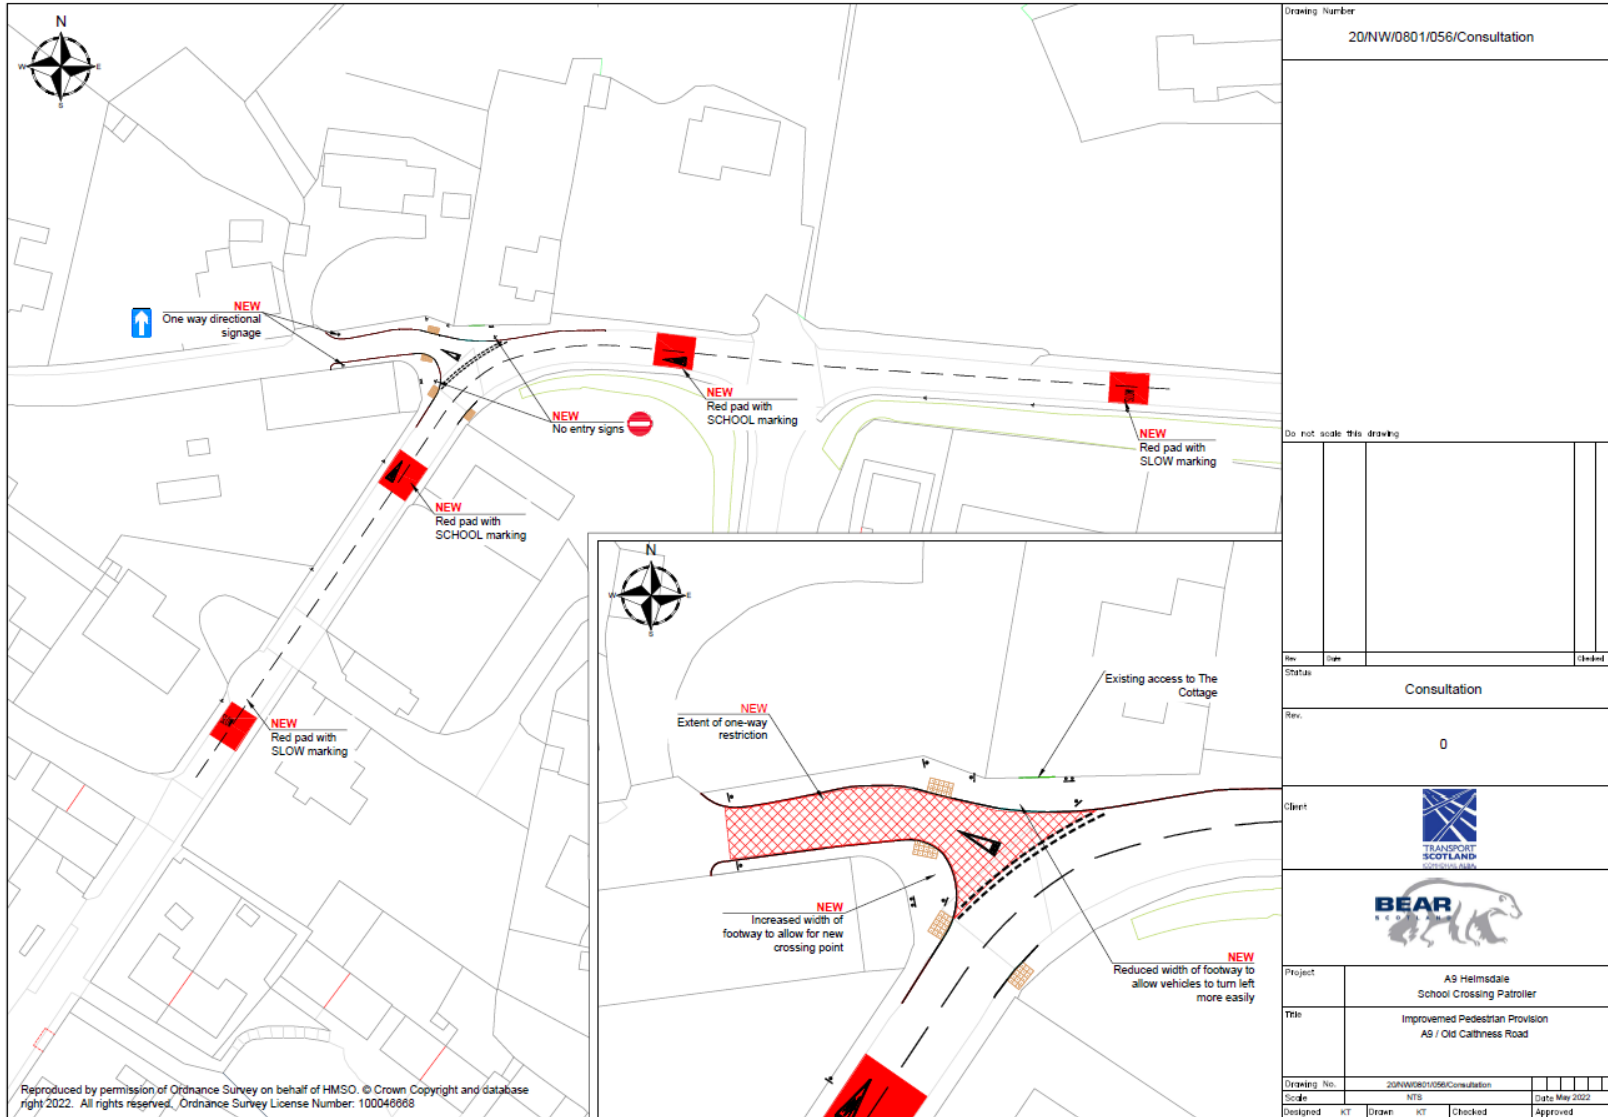 Drawing Number
20/NW/0801/056/Consultation
N
W
E
S
NEW
One way directional
signage
NEW
No entry signs
NEW
Red pad with
SCHOOL marking
NEW
Red pad with
SLOW marking
NEW
Red pad with
SCHOOL marking
NEW
Red pad with
SLOW marking
Do not scale this drawing
N
W
E
S
Existing access to The
Cottage
NEW
Extent of one-way
restriction
NEW
Increased width of
footway to allow for new
crossing point
NEW
Reduced width of footway to
allow vehicles to turn left
more easily
Rev
Date
Checked
Status
Consultation
Rev.
0
Client
TRANSPORT
SCOTLAND
CÒMHDHAIL ALBA
BEAR
SCOTLAND
Project
A9 Helmsdale
School Crossing Patroller
Title
Improvemed Pedestrian Provision
A9 / Old Caithness Road
Drawing No.
20/NW/0801/056/Consultation
Scale
NTS
Date May 2022
Designed KT Drawn KT Checked Approved
Reproduced by permission of Ordnance Survey on behalf of HMSO. © Crown Copyright and database
right 2022. All rights reserved. Ordnance Survey License Number: 100046668